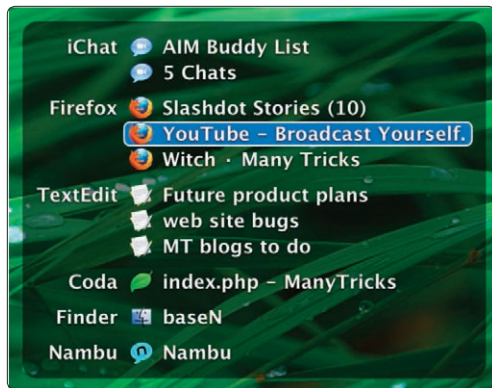 iChat AIM Buddy List
5 Chats
Firefox Slashdot Stories (10)
YouTube – Broadcast Yourself.
Witch · Many Tricks
TextEdit Future product plans
web site bugs
MT blogs to do
Coda index.php – ManyTricks
Finder baseN
Nambu Nambu